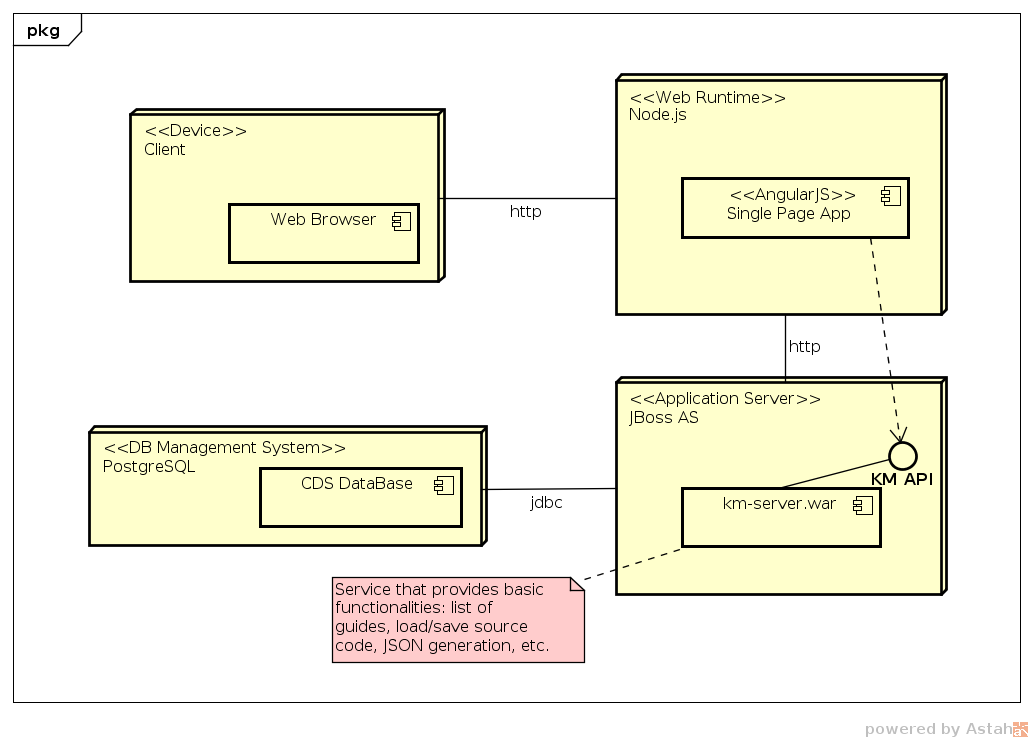 pkg
<<Device>>
Client
Web Browser
http
<<Web Runtime>>
Node.js
<<AngularJS>>
Single Page App
http
<<DB Management System>>
PostgreSQL
CDS DataBase
jdbc
<<Application Server>>
JBoss AS
KM API
km-server.war
Service that provides basic
functionalities: list of
guides, load/save source
code, JSON generation, etc.
powered by Astah